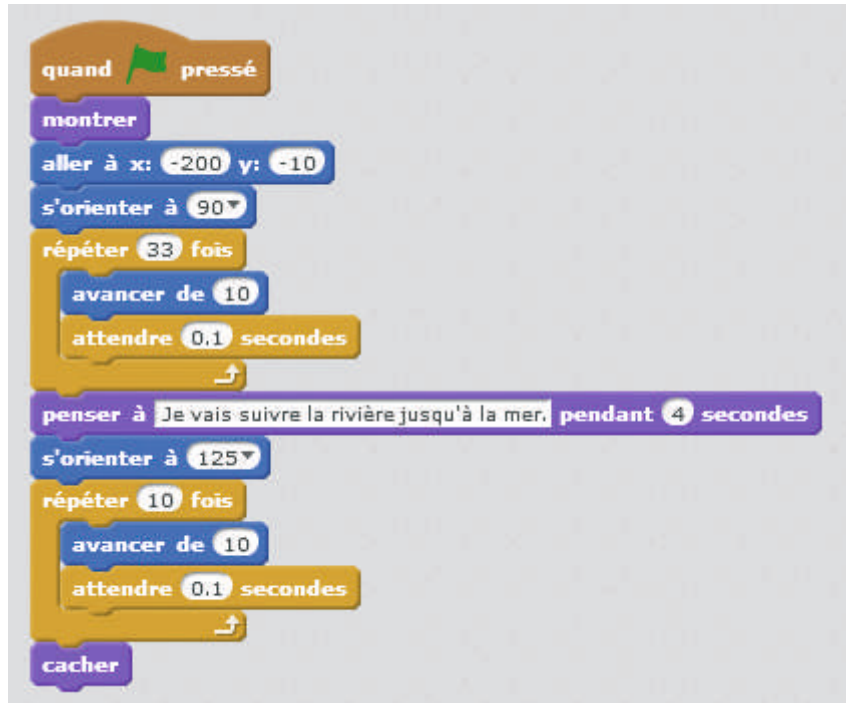 quand pressé
montrer
aller à x: -200 y: -10
s'orienter à 90
répéter 33 fois
avancer de 10
attendre 0.1 secondes
penser à Je vais suivre la rivière jusqu'à la mer. pendant 4 secondes
s'orienter à 125
répéter 10 fois
avancer de 10
attendre 0.1 secondes
cacher